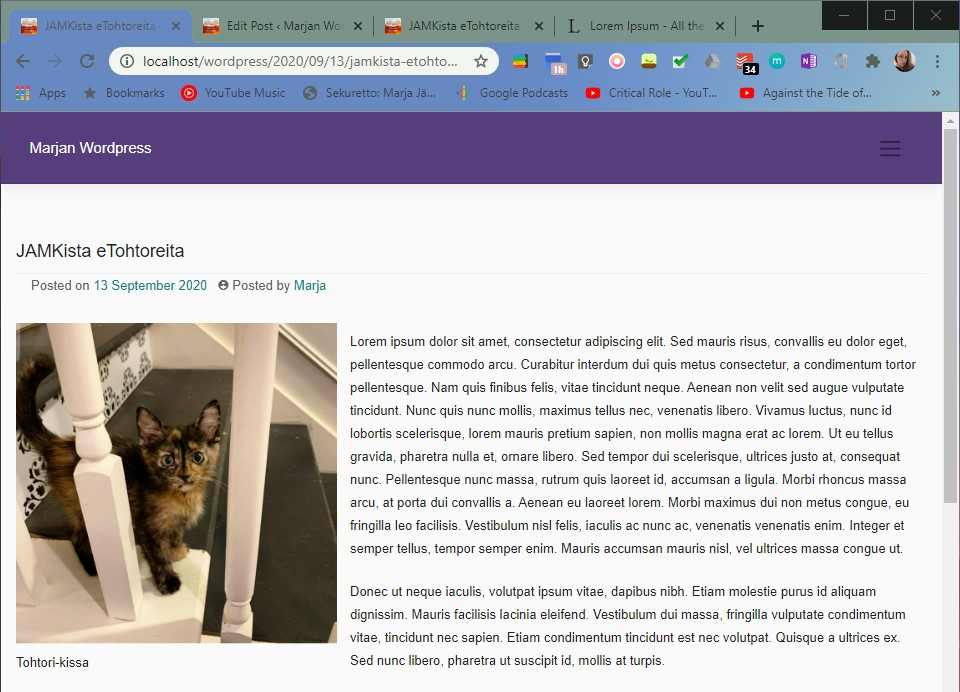 JAMKista eTohtoreita
Edit Post ‹ Marjan Wo
JAMKista eTohtoreita
Lorem Ipsum - All the
localhost/wordpress/2020/09/13/jamkista-etohto...
1h
34
m
N
Apps
Bookmarks
YouTube Music
Sekuretto: Marja Jä...
Google Podcasts
Critical Role - YouT...
Against the Tide of...
»
Marjan Wordpress
JAMKista eTohtoreita
Posted on 13 September 2020 Posted by Marja
Lorem ipsum dolor sit amet, consectetur adipiscing elit. Sed mauris risus, convallis eu dolor eget,
pellentesque commodo arcu. Curabitur interdum dui quis metus consectetur, a condimentum tortor
pellentesque. Nam quis finibus felis, vitae tincidunt neque. Aenean non velit sed augue vulputate
tincidunt. Nunc quis nunc mollis, maximus tellus nec, venenatis libero. Vivamus luctus, nunc id
lobortis scelerisque, lorem mauris pretium sapien, non mollis magna erat ac lorem. Ut eu tellus
gravida, pharetra nulla et, ornare libero. Sed tempor dui scelerisque, ultrices justo at, consequat
nunc. Pellentesque nunc massa, rutrum quis laoreet id, accumsan a ligula. Morbi rhoncus massa
arcu, at porta dui convallis a. Aenean eu laoreet lorem. Morbi maximus dui non metus congue, eu
fringilla leo facilisis. Vestibulum nisl felis, iaculis ac nunc ac, venenatis venenatis enim. Integer et
semper tellus, tempor semper enim. Mauris accumsan mauris nisl, vel ultrices massa congue ut.
Donec ut neque iaculis, volutpat ipsum vitae, dapibus nibh. Etiam molestie purus id aliquam
dignissim. Mauris facilisis lacinia eleifend. Vestibulum dui massa, fringilla vulputate condimentum
vitae, tincidunt nec sapien. Etiam condimentum tincidunt est nec volutpat. Quisque a ultrices ex.
Sed nunc libero, pharetra ut suscipit id, mollis at turpis.
Tohtori-kissa